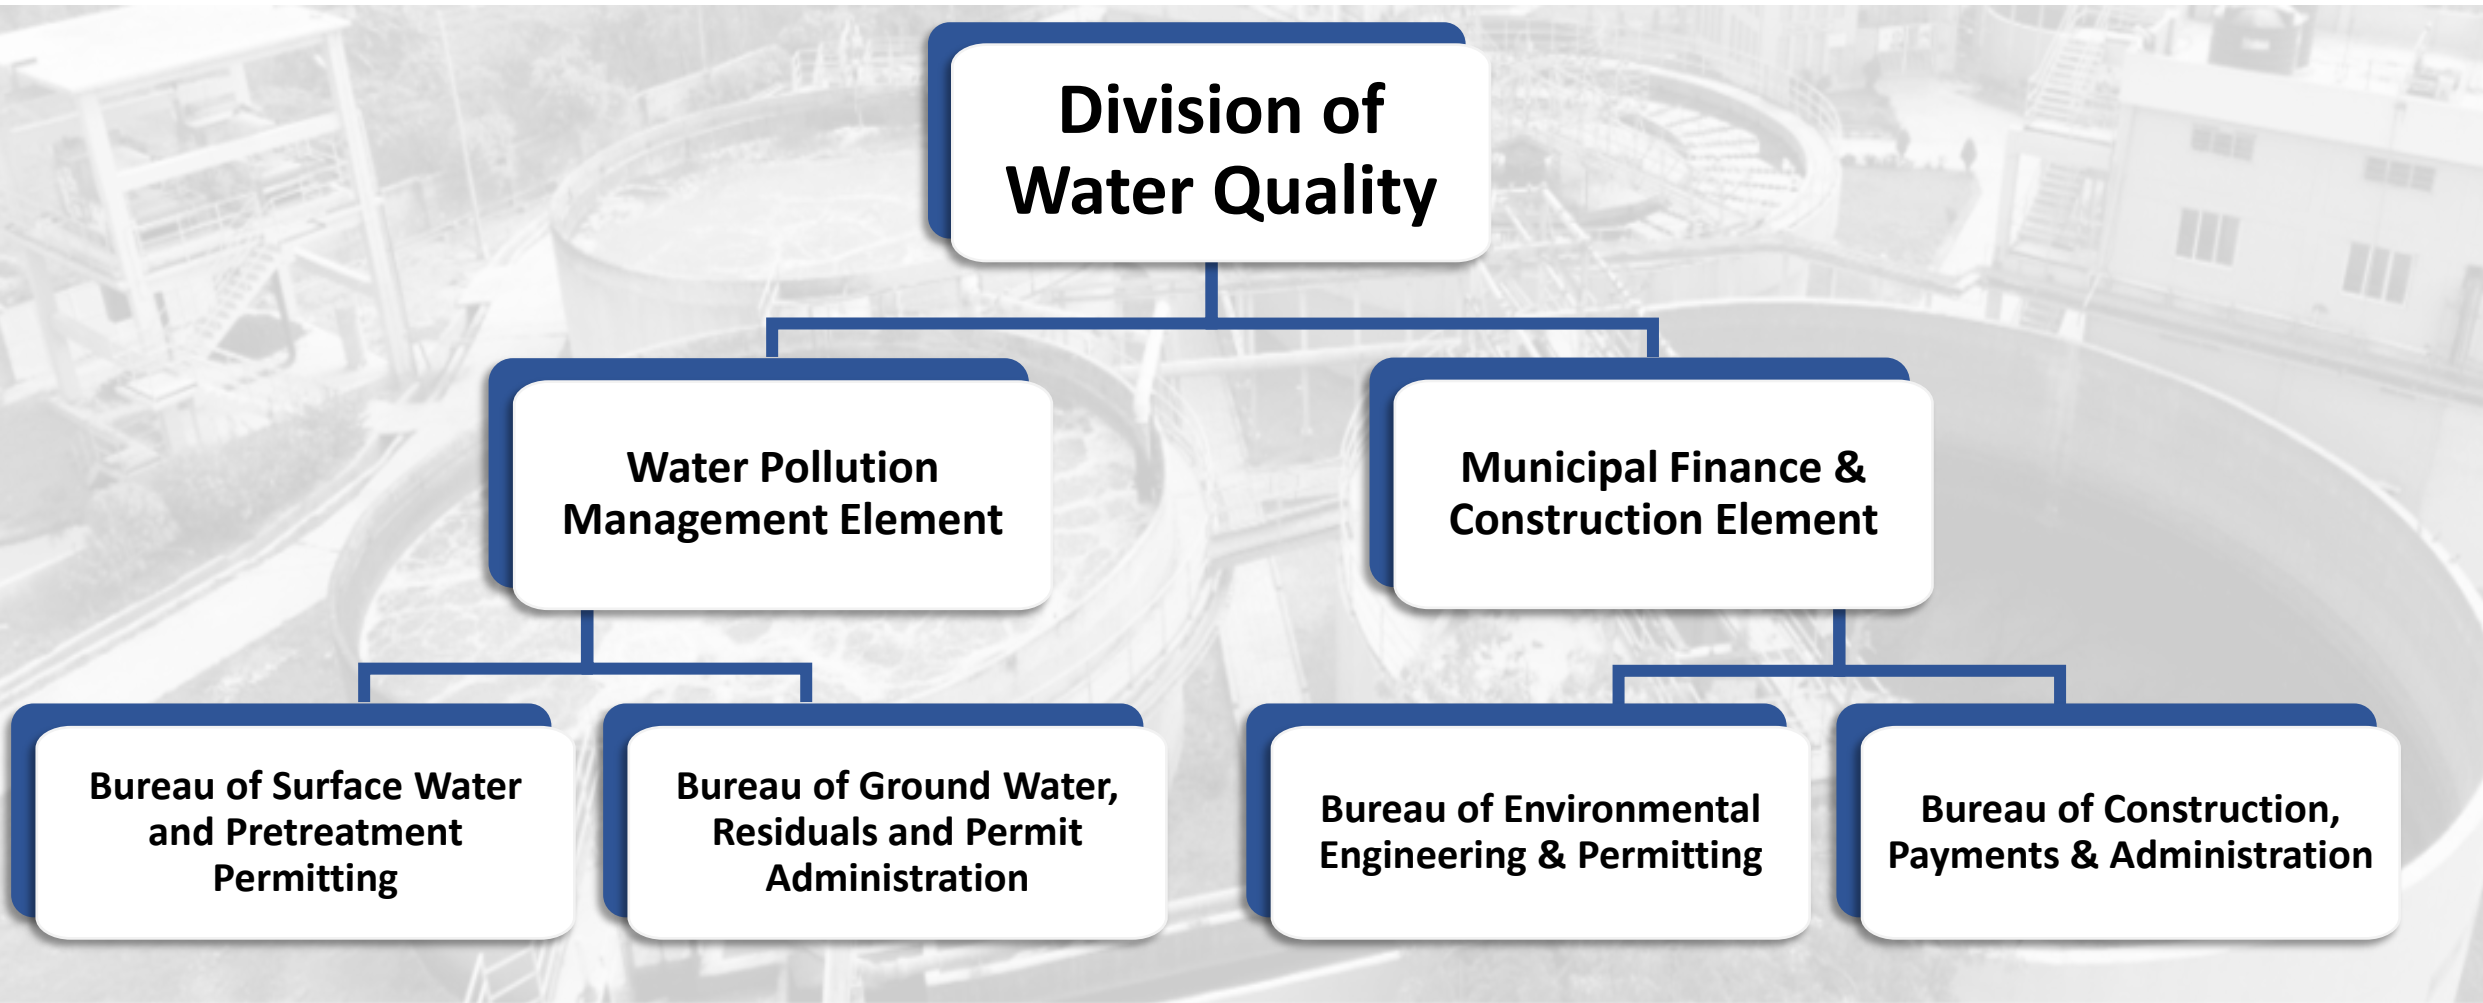 Division of
Water Quality
Water Pollution
Management Element
Municipal Finance &
Construction Element
Bureau of Surface Water
and Pretreatment
Permitting
Bureau of Ground Water,
Residuals and Permit
Administration
Bureau of Environmental
Engineering & Permitting
Bureau of Construction,
Payments & Administration